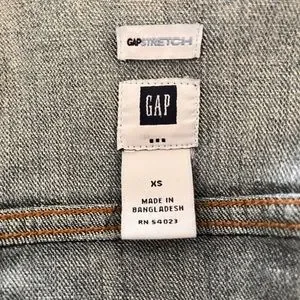 GAPSTRETCH
GAP
XS
MADE IN
BANGLADESH
RN 54023